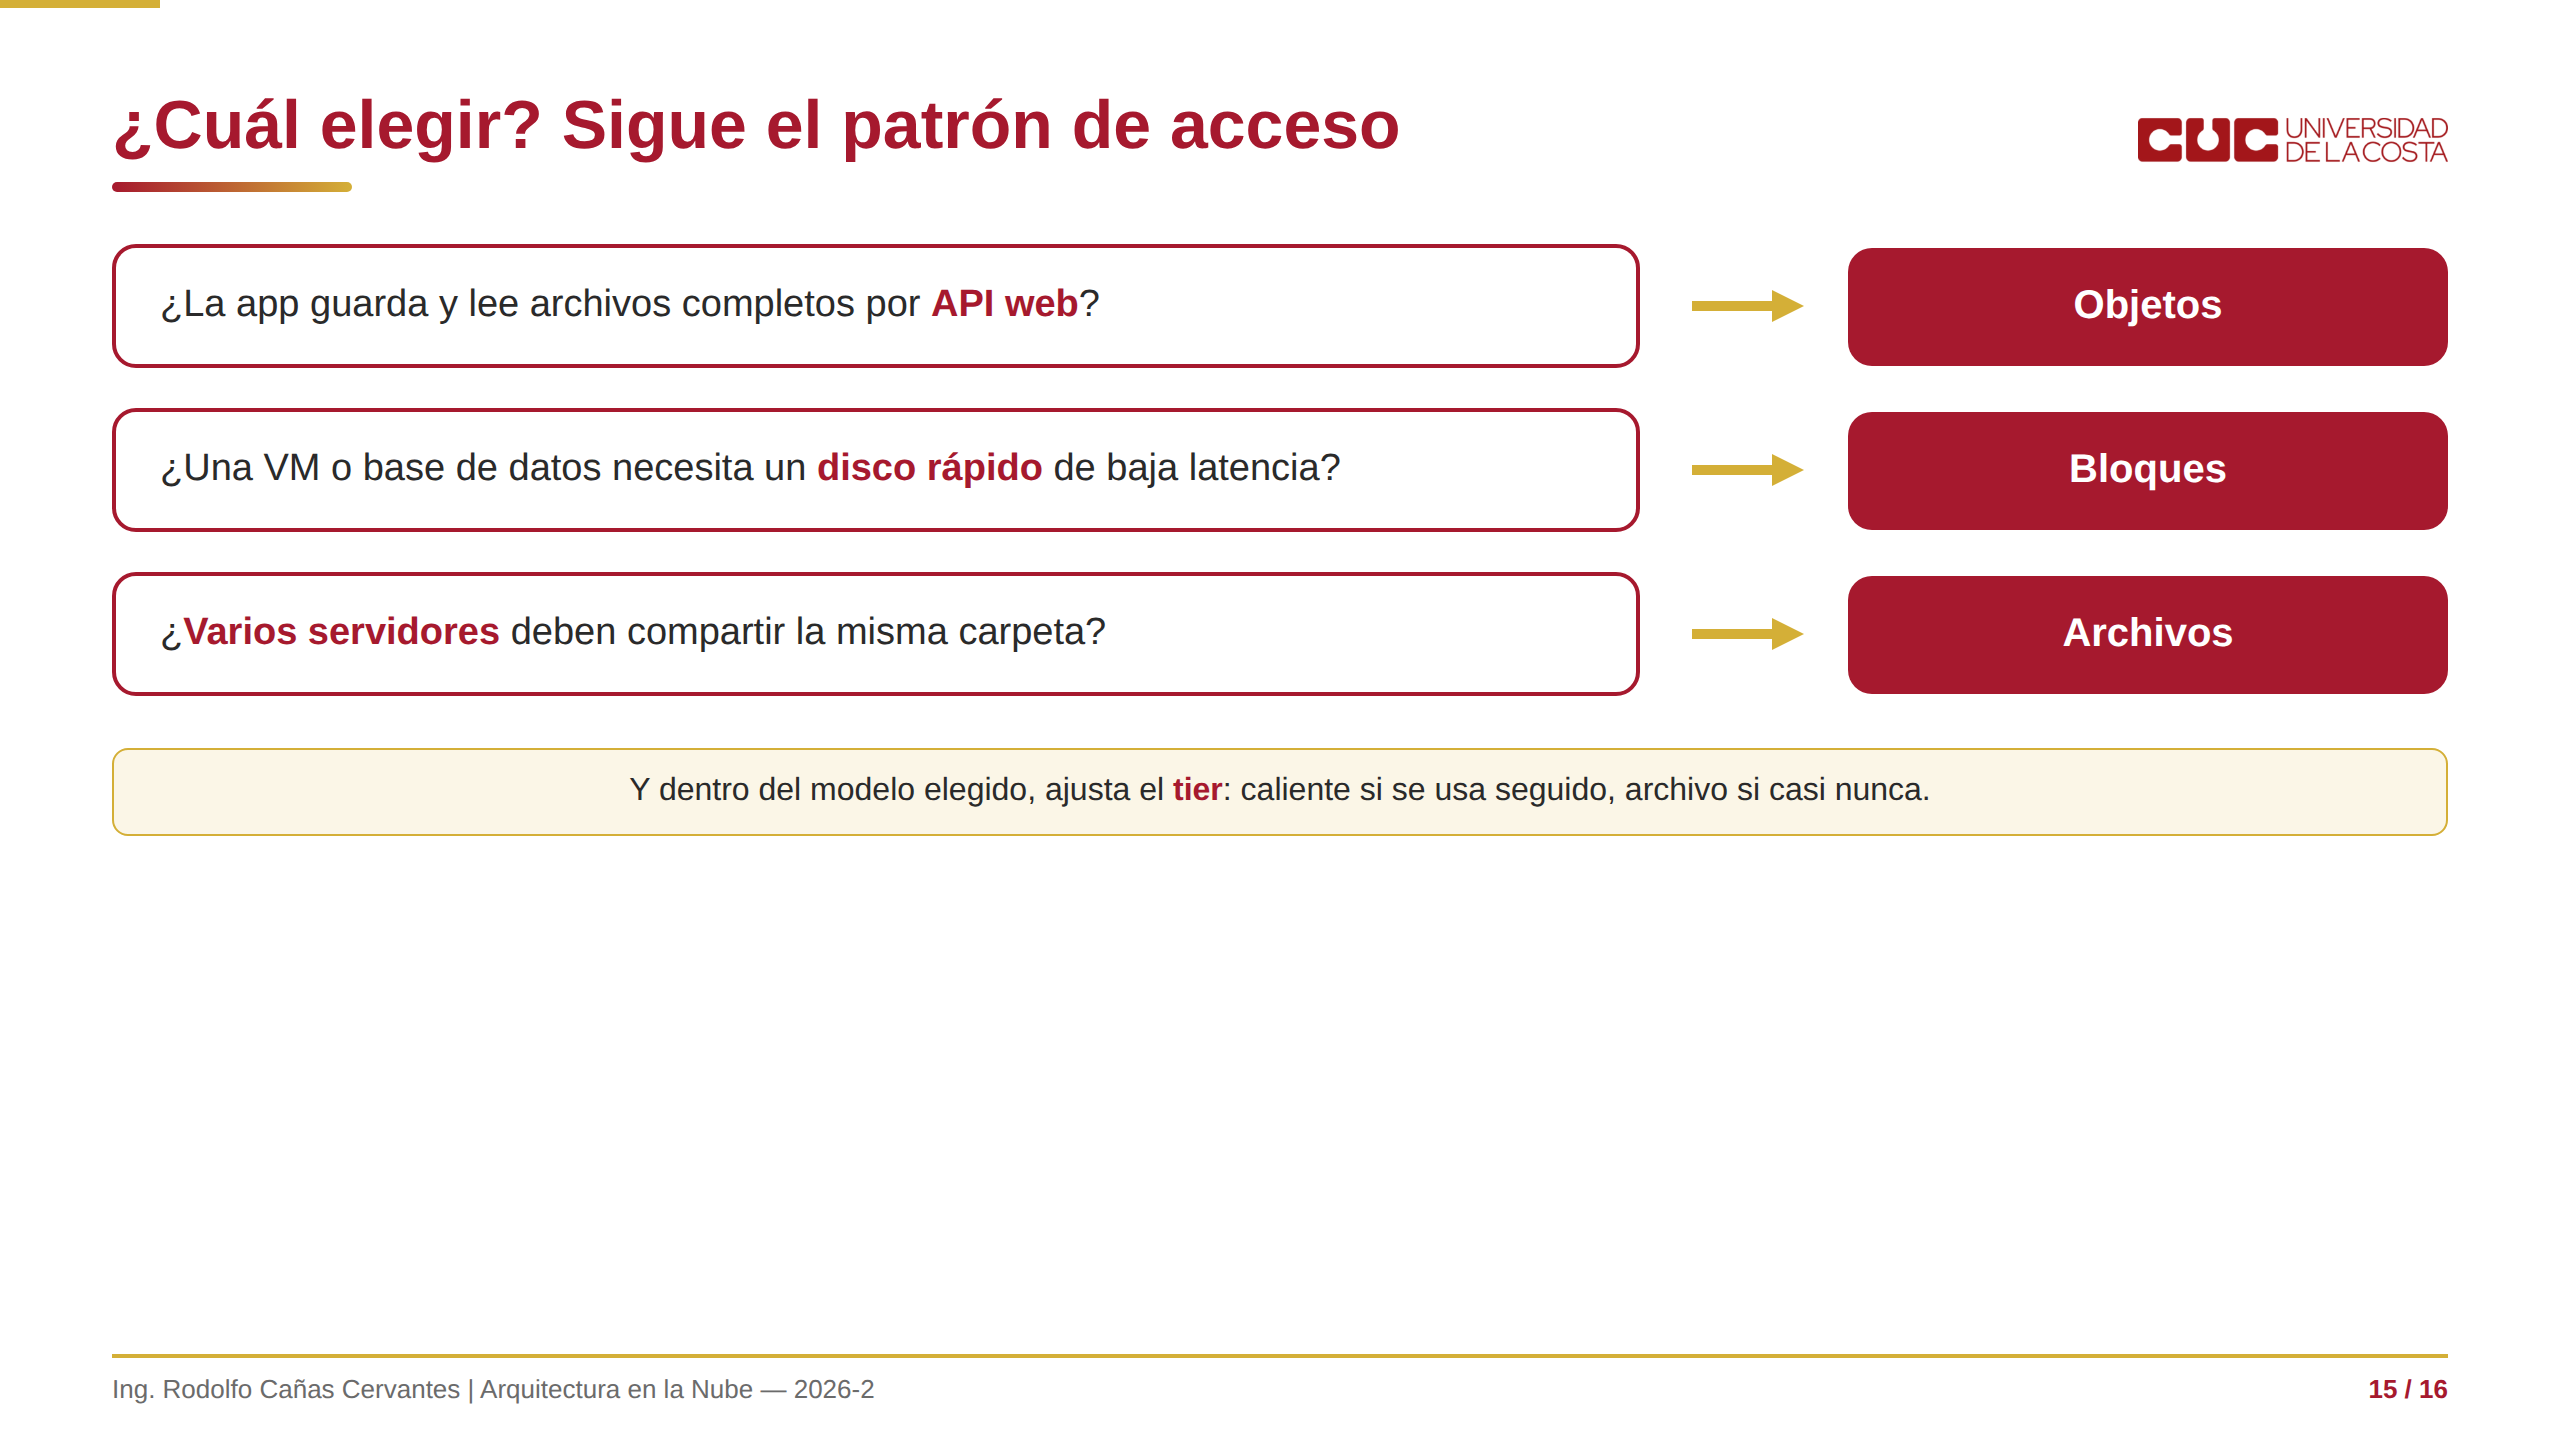 ¿Cuál elegir? Sigue el patrón de acceso
CUC UNIVERSIDAD
DE LA COSTA
¿La app guarda y lee archivos completos por API web?
Objetos
¿Una VM o base de datos necesita un disco rápido de baja latencia?
Bloques
¿Varios servidores deben compartir la misma carpeta?
Archivos
Y dentro del modelo elegido, ajusta el tier: caliente si se usa seguido, archivo si casi nunca.
Ing. Rodolfo Cañas Cervantes | Arquitectura en la Nube — 2026-2
15 / 16